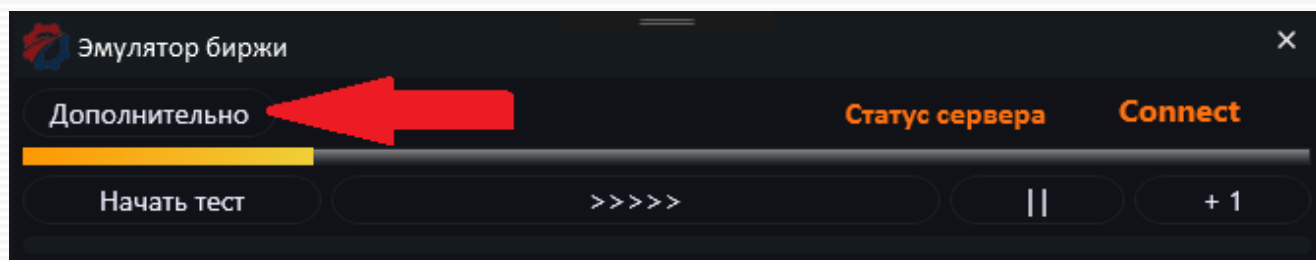 Эмулятор биржи
×
Дополнительно
Статус сервера
Connect
Начать тест
>>>>>
||
+ 1